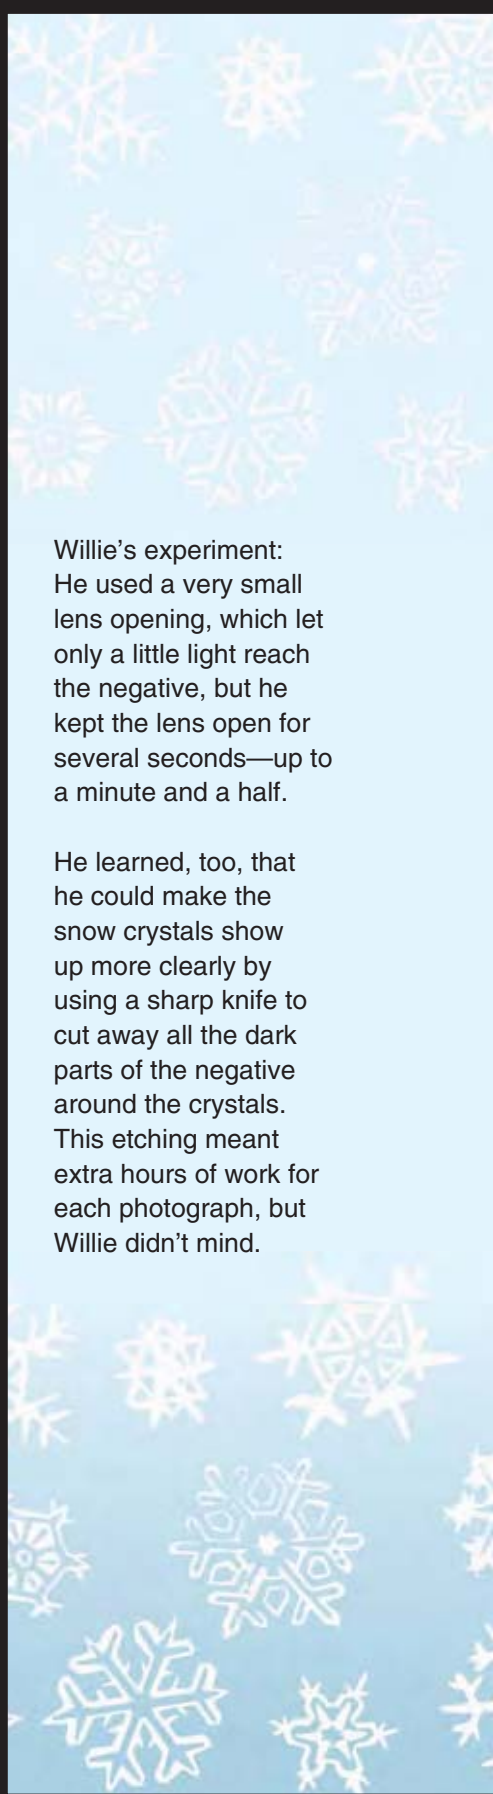 Willie’s experiment:
He used a very small
lens opening, which let
only a little light reach
the negative, but he
kept the lens open for
several seconds—up to
a minute and a half.
He learned, too, that
he could make the
snow crystals show
up more clearly by
using a sharp knife to
cut away all the dark
parts of the negative
around the crystals.
This etching meant
extra hours of work for
each photograph, but
Willie didn’t mind.